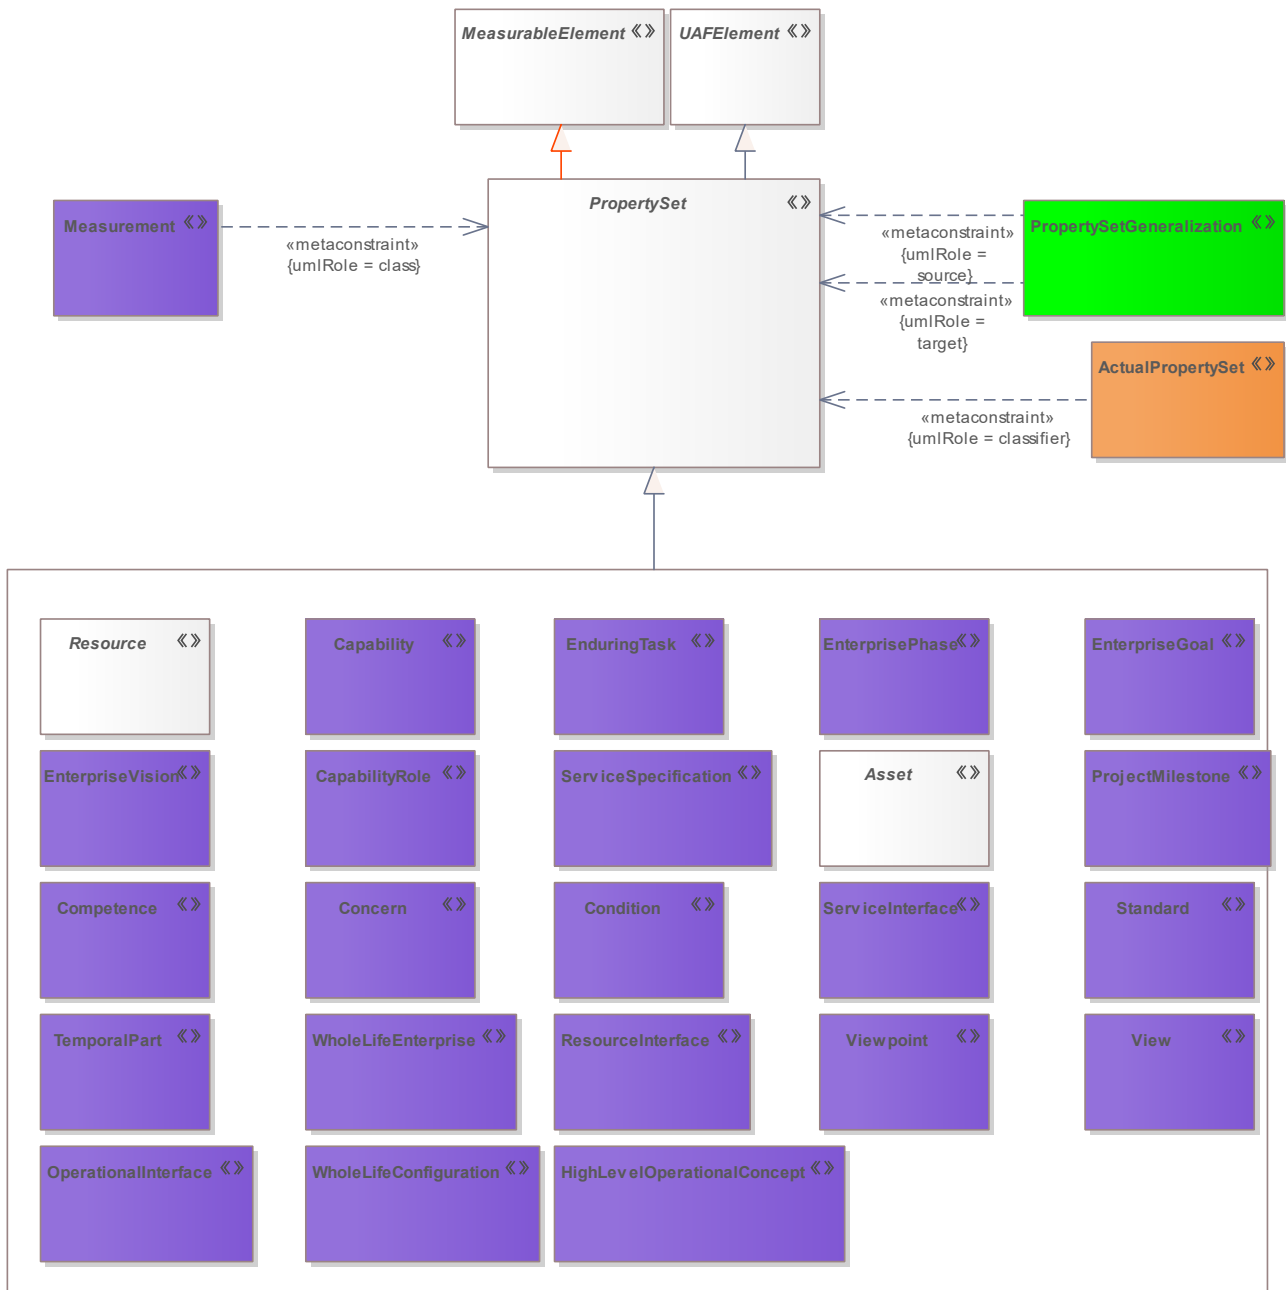 MeasurableElement «»
UAFElement «»
PropertySet «»
Measurement «»
«metaconstraint»
{umlRole = class}
PropertySetGeneralization «»
«metaconstraint»
{umlRole =
source}
«metaconstraint»
{umlRole =
target}
ActualPropertySet «»
«metaconstraint»
{umlRole = classifier}
Resource «»
Capability «»
EnduringTask «»
EnterprisePhase «»
EnterpriseGoal «»
EnterpriseVision «»
CapabilityRole «»
ServiceSpecification «»
Asset «»
ProjectMilestone «»
Competence «»
Concern «»
Condition «»
ServiceInterface «»
Standard «»
TemporalPart «»
WholeLifeEnterprise «»
ResourceInterface «»
Viewpoint «»
View «»
OperationalInterface «»
WholeLifeConfiguration «»
HighLevelOperationalConcept «»